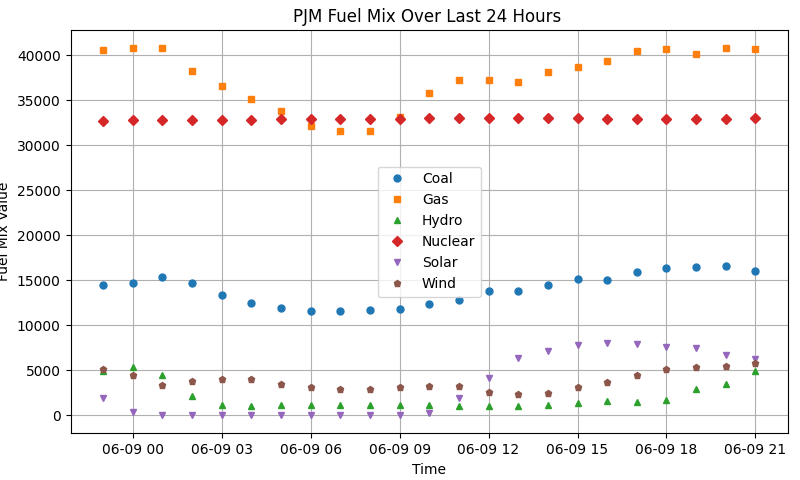 PJM Fuel Mix Over Last 24 Hours
Fuel Mix Value
40000
35000
30000
25000
20000
15000
10000
5000
0
Coal
Gas
Hydro
Nuclear
Solar
Wind
06-09 00 06-09 03 06-09 06 06-09 09 06-09 12 06-09 15 06-09 18 06-09 21
Time